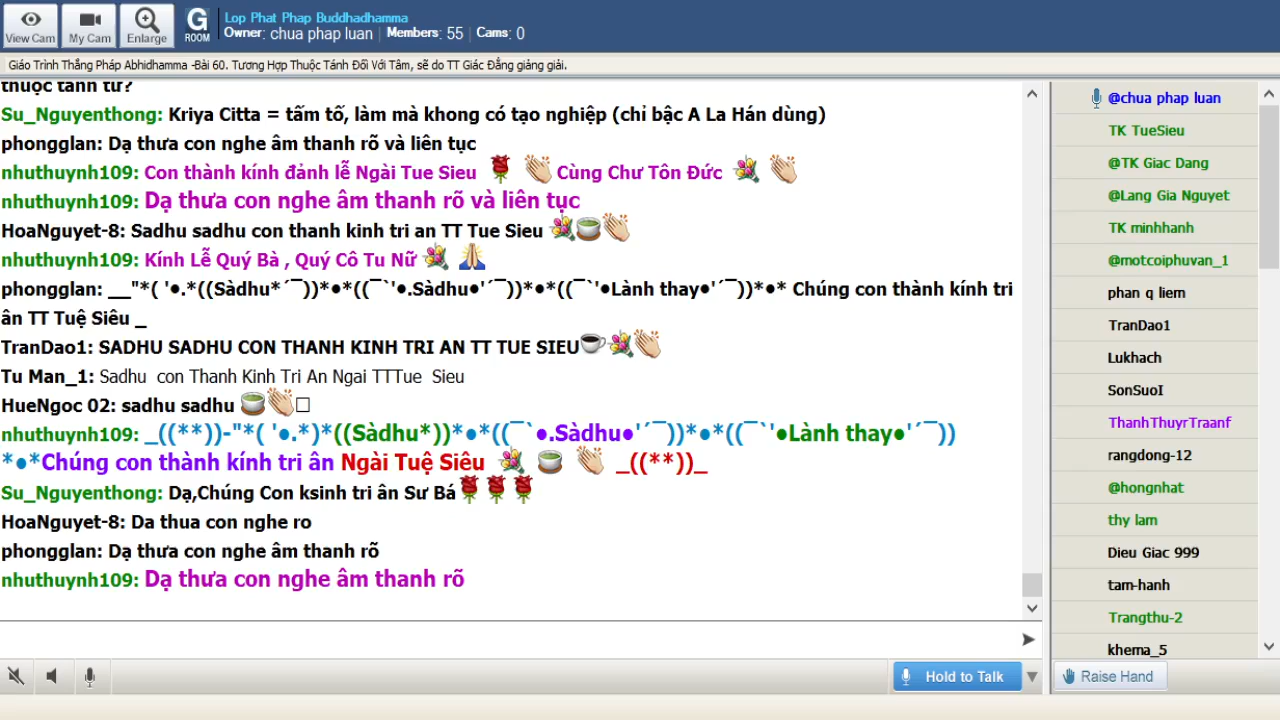 View Cam
My Cam
Enlarge
G
ROOM
Lop Phat Phap Buddhadhamma
Owner: chua phap luan | Members: 55 | Cams: 0
Giáo Trình Thắng Pháp Abhidhamma -Bài 60. Tương Hợp Thuộc Tánh Đối Với Tâm, sẽ do TT Giác Đẳng giảng giải.
thuộc tánh tứ?
Su_Nguyenthong: Kriya Citta = tấm tố, làm mà khong có tạo nghiệp (chỉ bậc A La Hán dùng)
phongglan: Dạ thưa con nghe âm thanh rõ và liên tục
nhuthuynh109: Con thành kính đảnh lễ Ngài Tue Sieu 🌹 👏 Cùng Chư Tôn Đức 💐 👏
nhuthuynh109: Dạ thưa con nghe âm thanh rõ và liên tục
HoaNguyet-8: Sadhu sadhu con thanh kinh tri an TT Tue Sieu 💐🍵👏
nhuthuynh109: Kính Lễ Quý Bà , Quý Cô Tu Nữ 💐 🙏
phongglan: __"*( '●.*((Sàdhu*´¯))*●*((¯`'●.Sàdhu●'´¯))*●*((¯`'●Lành thay●'´¯))*●* Chúng con thành kính tri
ân TT Tuệ Siêu _
TranDao1: SADHU SADHU CON THANH KINH TRI AN TT TUE SIEU☕💐👏
Tu Man_1: Sadhu con Thanh Kinh Tri An Ngai TTTue Sieu
HueNgoc 02: sadhu sadhu 🍵👏□
nhuthuynh109: _((**))-"*( '●.*)*((Sàdhu*))*●*((¯`●.Sàdhu●'´¯))*●*((¯`'●Lành thay●'´¯))
*●*Chúng con thành kính tri ân Ngài Tuệ Siêu 💐 🍵 👏 _((**))_
Su_Nguyenthong: Dạ,Chúng Con ksinh tri ân Sư Bá🌹🌹🌹
HoaNguyet-8: Da thua con nghe ro
phongglan: Dạ thưa con nghe âm thanh rõ
nhuthuynh109: Dạ thưa con nghe âm thanh rõ
Hold to Talk
@chua phap luan
TK TueSieu
@TK Giac Dang
@Lang Gia Nguyet
TK minhhanh
@motcoiphuvan_1
phan q liem
TranDao1
Lukhach
SonSuoI
ThanhThuyrTraanf
rangdong-12
@hongnhat
thy lam
Dieu Giac 999
tam-hanh
Trangthu-2
khema_5
Raise Hand